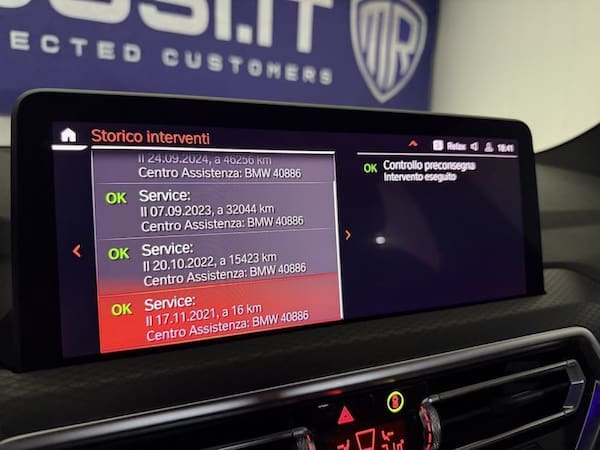 OSI.IT
ECTED CUSTOMERS
MR
Storico interventi
Relax
18:41
Il 24.09.2024, a 46256 km
Centro Assistenza: BMW 40886
OK Service:
Il 07.09.2023, a 32044 km
Centro Assistenza: BMW 40886
OK Service:
Il 20.10.2022, a 15423 km
Centro Assistenza: BMW 40886
OK Service:
Il 17.11.2021, a 16 km
Centro Assistenza: BMW 40886
OK Controllo preconsegna
Intervento eseguito